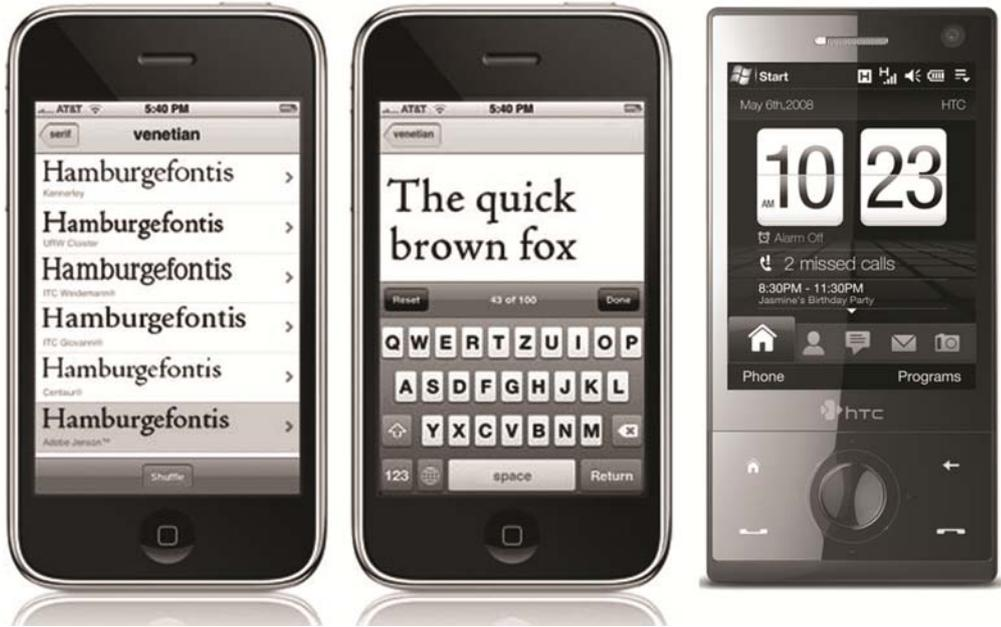 AT&T 5:40 PM
serif venetian
Hamburgefontis
Kennerley
Hamburgefontis
URW Cloister
Hamburgefontis
ITC Weidemann®
Hamburgefontis
ITC Giovanni®
Hamburgefontis
Centaur®
Hamburgefontis
Adobe Jenson™
Shuffle
AT&T 5:40 PM
venetian
The quick
brown fox
Reset 43 of 100 Done
Q W E R T Z U I O P
A S D F G H J K L
Y X C V B N M
123 space Return
Start H H
May 6th,2008 HTC
10 23
AM
Alarm Off
2 missed calls
8:30PM - 11:30PM
Jasmine's Birthday Party
Phone Programs
hTC